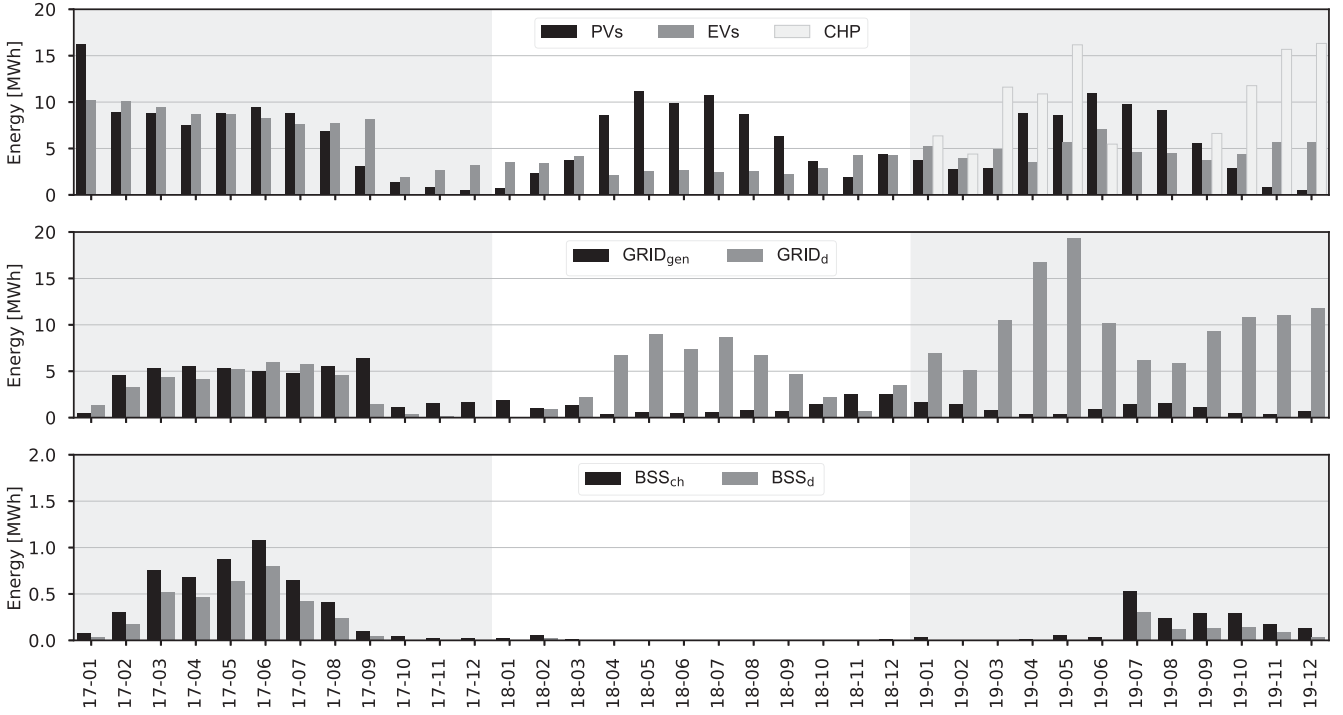 20
15
10
5
0
Energy [MWh]
PVs EVs CHP
20
15
10
5
0
Energy [MWh]
GRIDgen GRIDd
2.0
1.5
1.0
0.5
0.0
Energy [MWh]
BSSch BSSd
17-01 17-02 17-03 17-04 17-05 17-06 17-07 17-08 17-09 17-10 17-11 17-12 18-01 18-02 18-03 18-04 18-05 18-06 18-07 18-08 18-09 18-10 18-11 18-12 19-01 19-02 19-03 19-04 19-05 19-06 19-07 19-08 19-09 19-10 19-11 19-12